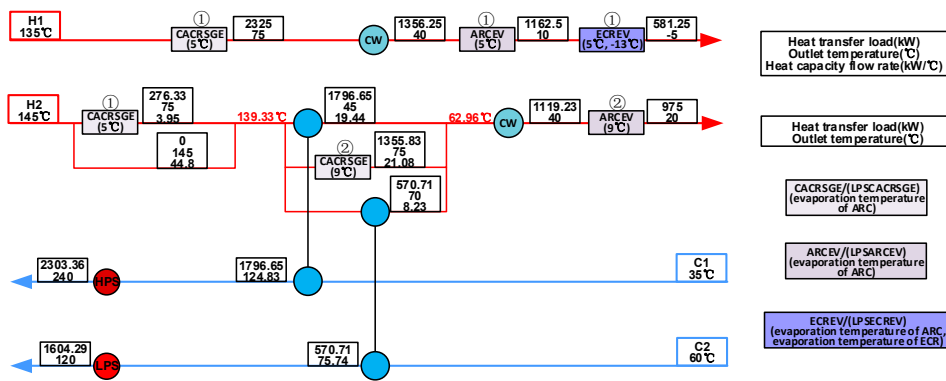 ①
①
①
H1
135℃
CACRSGE
(5℃)
2325
75
CW
1356.25
40
ARCEV
(5℃)
1162.5
10
ECREV
(5℃, -13℃)
581.25
-5
Heat transfer load(kW)
Outlet temperature(℃)
Heat capacity flow rate(kW/℃)
H2
145℃
①
CACRSGE
(5℃)
276.33
75
3.95
139.33℃
1796.65
45
19.44
62.96℃
CW
1119.23
40
②
ARCEV
(9℃)
975
20
Heat transfer load(kW)
Outlet temperature(℃)
0
145
44.8
②
CACRSGE
(9℃)
1355.83
75
21.08
570.71
70
8.23
CACRSGE/(LPSCACRSGE)
(evaporation temperature
of ARC)
ARCEV/(LPSARCEV)
(evaporation temperature
of ARC)
2303.36
240
HPS
1796.65
124.83
C1
35℃
ECREV/(LPSECREV)
(evaporation temperature of ARC,
evaporation temperature of ECR)
1604.29
120
LPS
570.71
75.74
C2
60℃